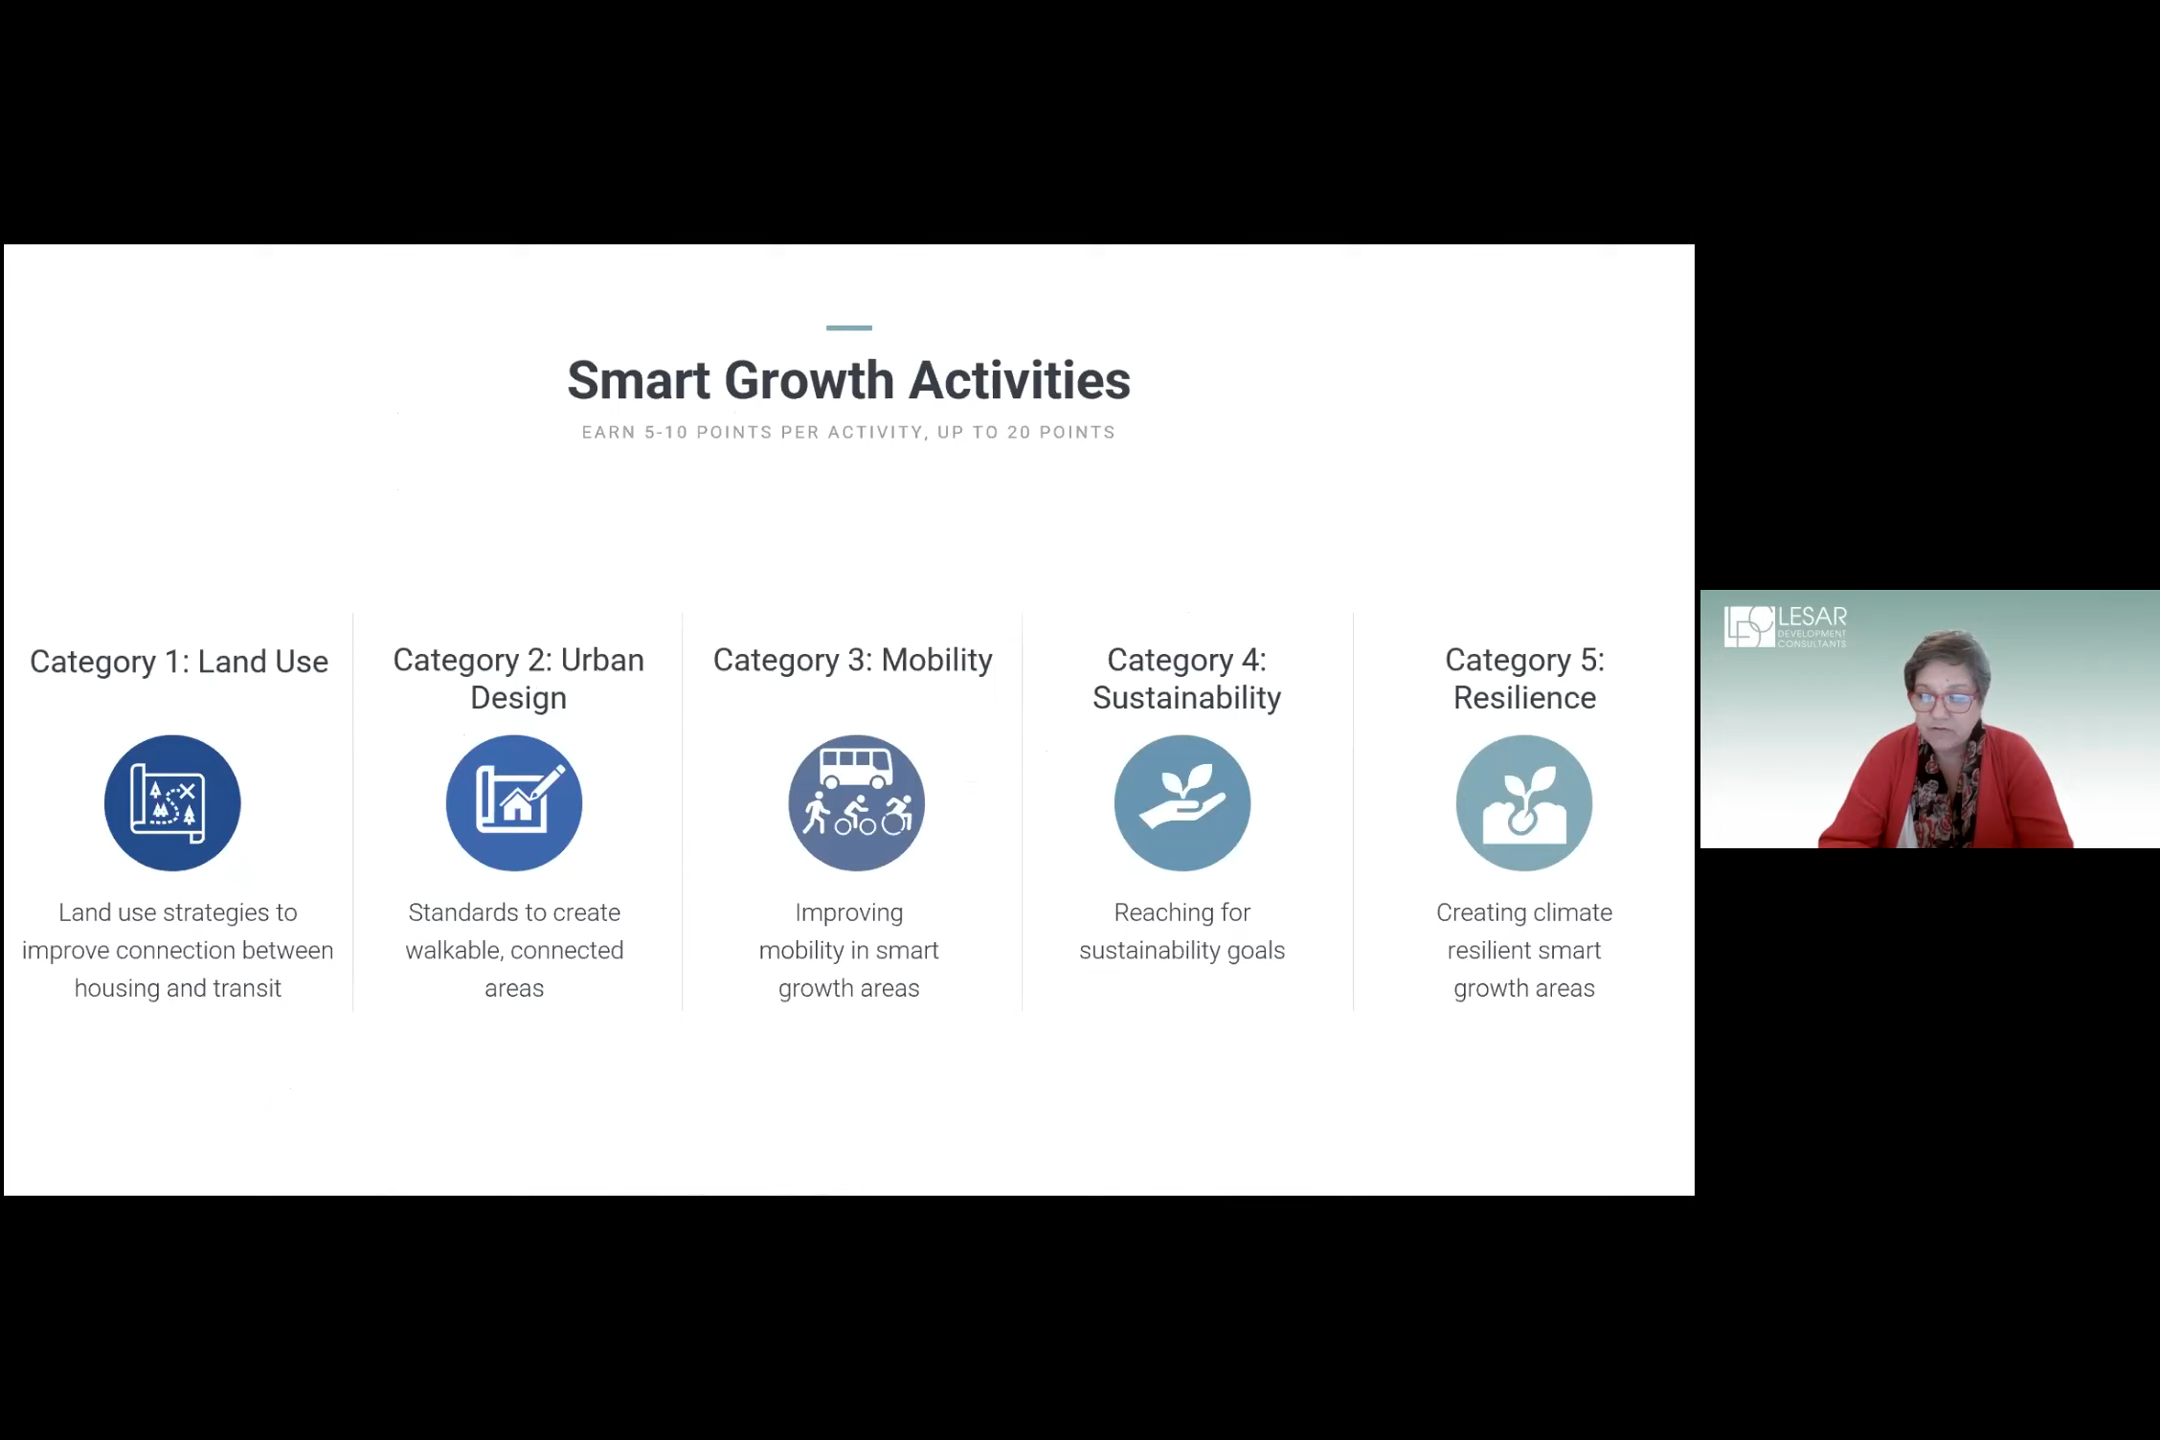 Smart Growth Activities
EARN 5-10 POINTS PER ACTIVITY, UP TO 20 POINTS
Category 1: Land Use
Land use strategies to
improve connection between
housing and transit
Category 2: Urban
Design
Standards to create
walkable, connected
areas
Category 3: Mobility
Improving
mobility in smart
growth areas
Category 4:
Sustainability
Reaching for
sustainability goals
Category 5:
Resilience
Creating climate
resilient smart
growth areas
LDC
LESAR
DEVELOPMENT
CONSULTANTS